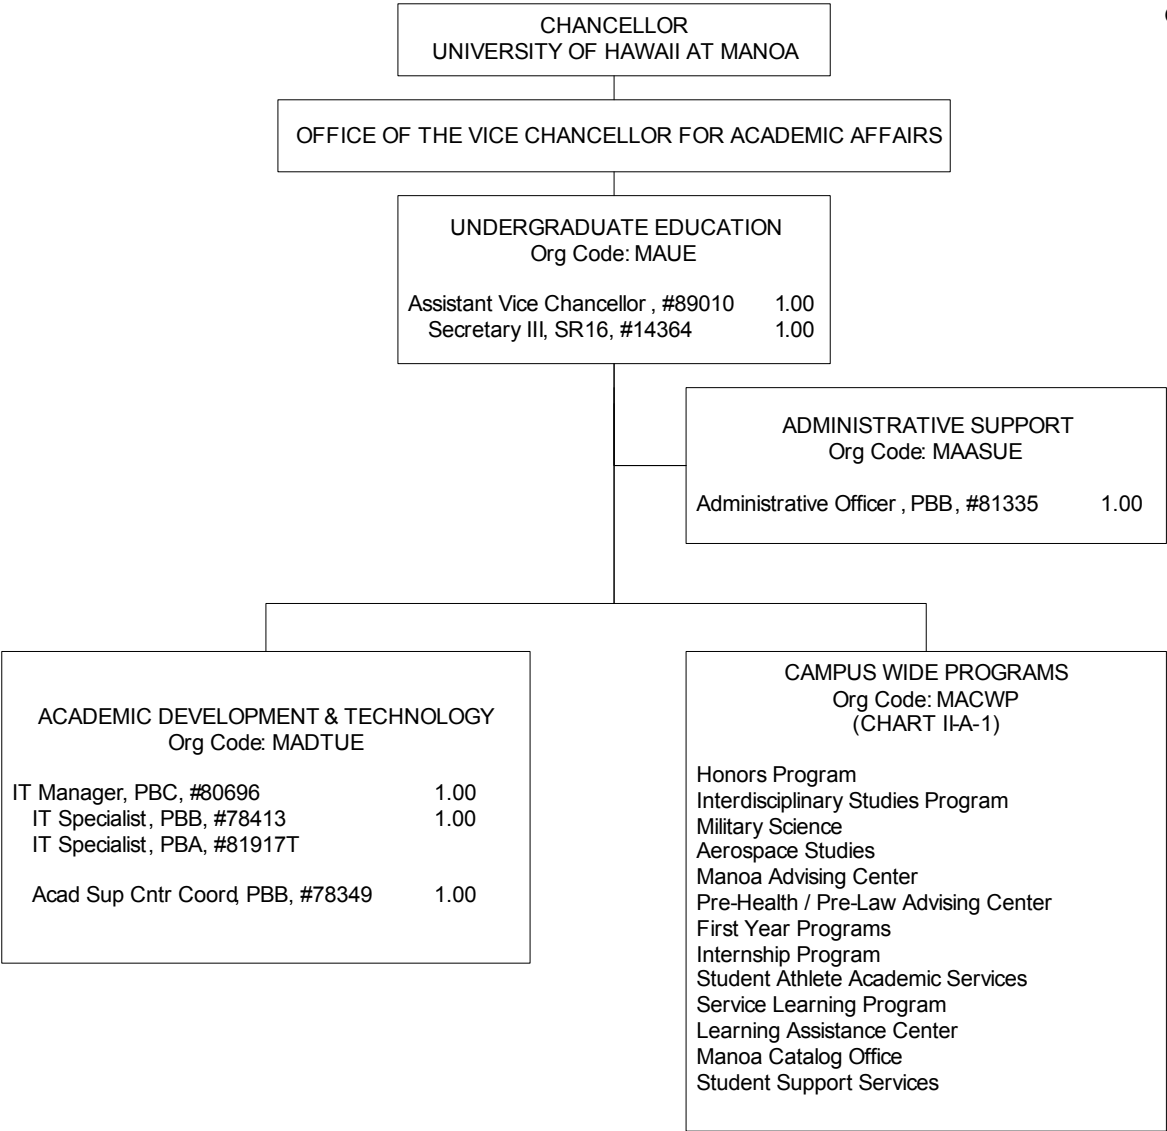 CHANCELLOR
UNIVERSITY OF HAWAII AT MANOA
OFFICE OF THE VICE CHANCELLOR FOR ACADEMIC AFFAIRS
UNDERGRADUATE EDUCATION
Org Code: MAUE
Assistant Vice Chancellor , #89010 1.00
Secretary III, SR16, #14364 1.00
ADMINISTRATIVE SUPPORT
Org Code: MAASUE
Administrative Officer , PBB, #81335 1.00
ACADEMIC DEVELOPMENT & TECHNOLOGY
Org Code: MADTUE
IT Manager, PBC, #80696 1.00
IT Specialist, PBB, #78413 1.00
IT Specialist, PBA, #81917T
Acad Sup Cntr Coord, PBB, #78349 1.00
CAMPUS WIDE PROGRAMS
Org Code: MACWP
(CHART II-A-1)
Honors Program
Interdisciplinary Studies Program
Military Science
Aerospace Studies
Manoa Advising Center
Pre-Health / Pre-Law Advising Center
First Year Programs
Internship Program
Student Athlete Academic Services
Service Learning Program
Learning Assistance Center
Manoa Catalog Office
Student Support Services